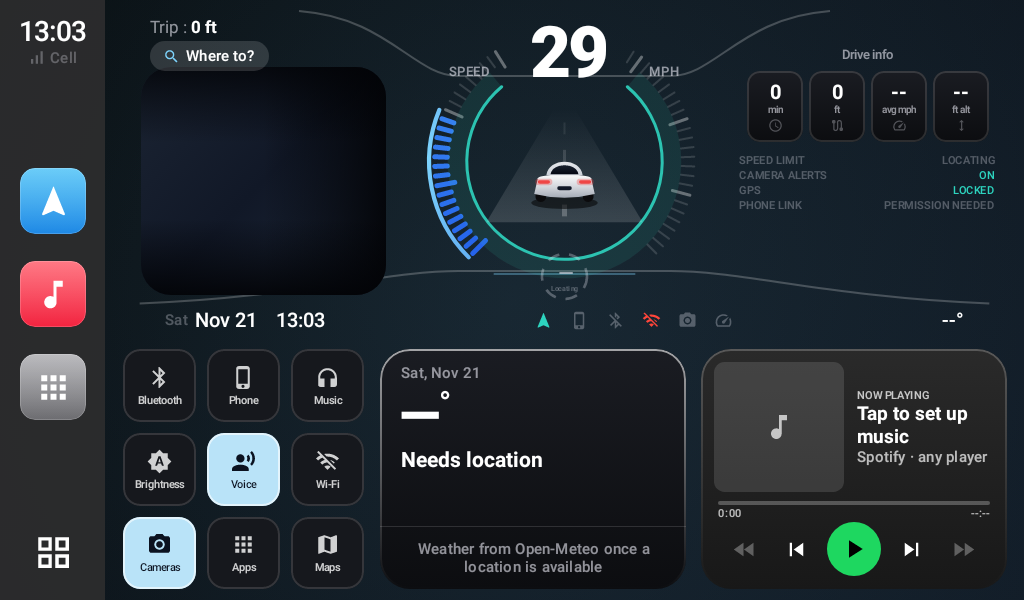 13:03
Cell
Trip : 0 ft
Where to?
29
SPEED
MPH
Locating
Drive info
0
min
0
ft
--
avg mph
--
ft alt
SPEED LIMIT LOCATING
CAMERA ALERTS ON
GPS LOCKED
PHONE LINK PERMISSION NEEDED
Sat Nov 21 13:03
--°
Bluetooth
Phone
Music
Brightness
Voice
Wi-Fi
Cameras
Apps
Maps
Sat, Nov 21
—°
Needs location
Weather from Open-Meteo once a
location is available
NOW PLAYING
Tap to set up
music
Spotify · any player
0:00
--:--